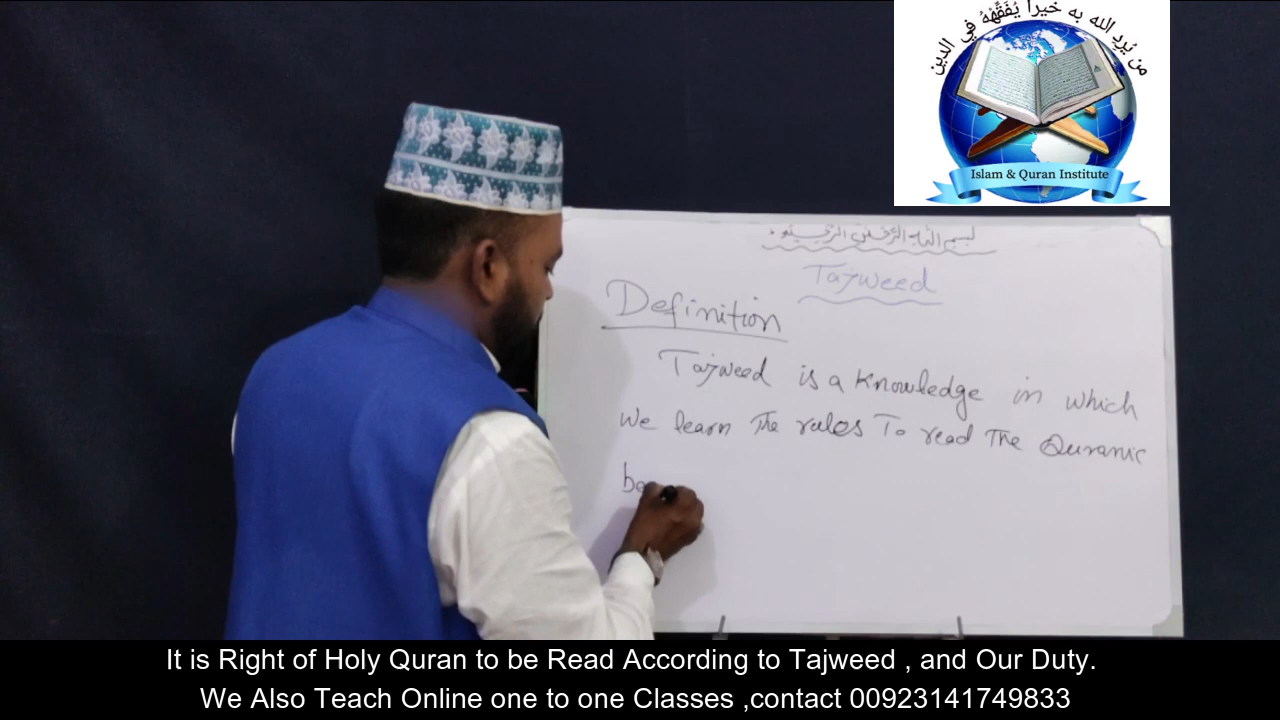 من يُرِدِ الله به خيراً يُفَقِّههُ في الدين
Islam & Quran Institute
بسم الله الرحمن الرحيم
Tajweed
Definition
Tajweed is a Knowledge in which
We learn The rules To read The Quranic
be
It is Right of Holy Quran to be Read According to Tajweed , and Our Duty.
We Also Teach Online one to one Classes ,contact 00923141749833